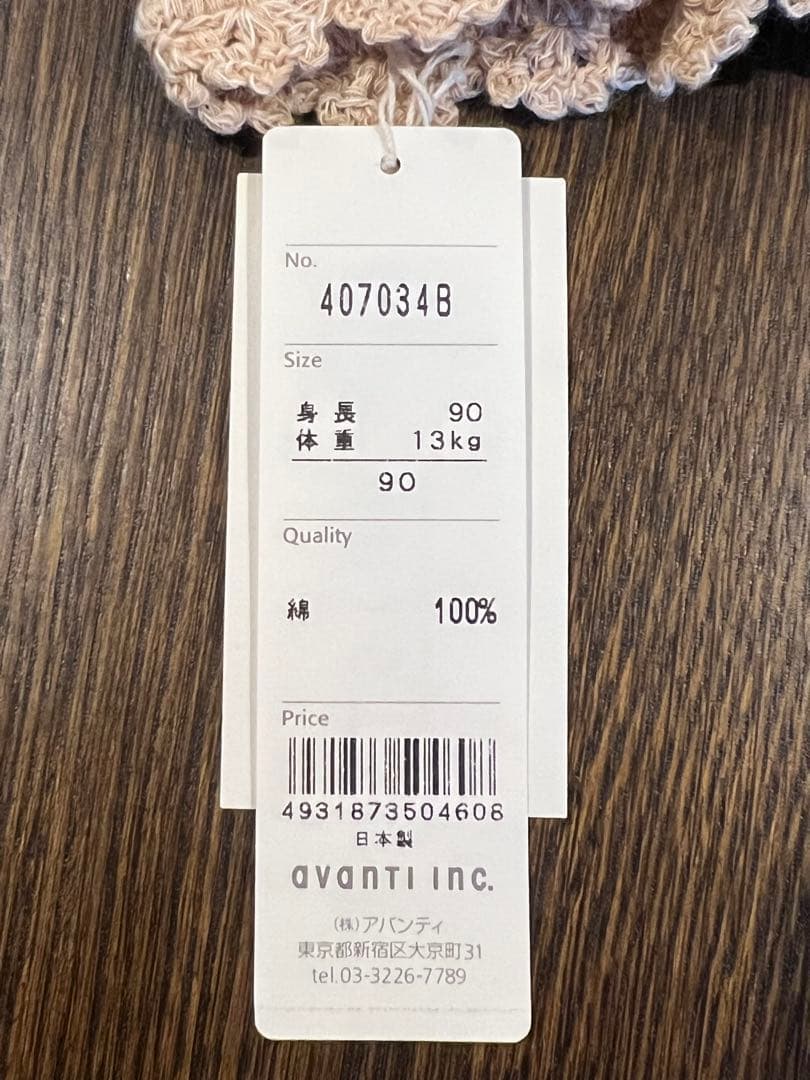 No.
407034B
Size
身長 90
体重 13kg
90
Quality
綿 100%
Price
4931873504608
日本製
avanti inc.
(株)アバンティ
東京都新宿区大京町31
tel.03-3226-7789